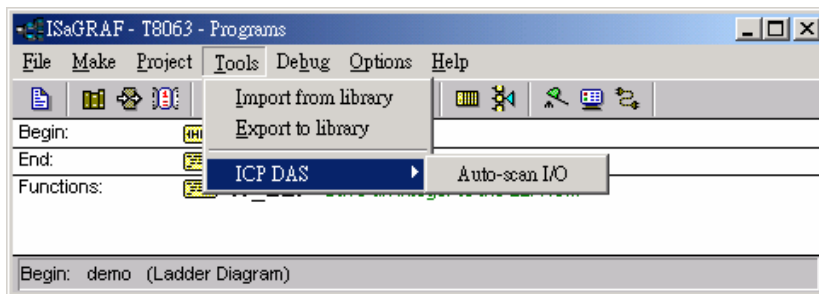 ISaGRAF - T8063 - Programs
File Make Project Tools Debug Options Help
Import from library
Export to library
ICP DAS
Auto-scan I/O
Begin:
End:
Functions:
Begin: demo (Ladder Diagram)